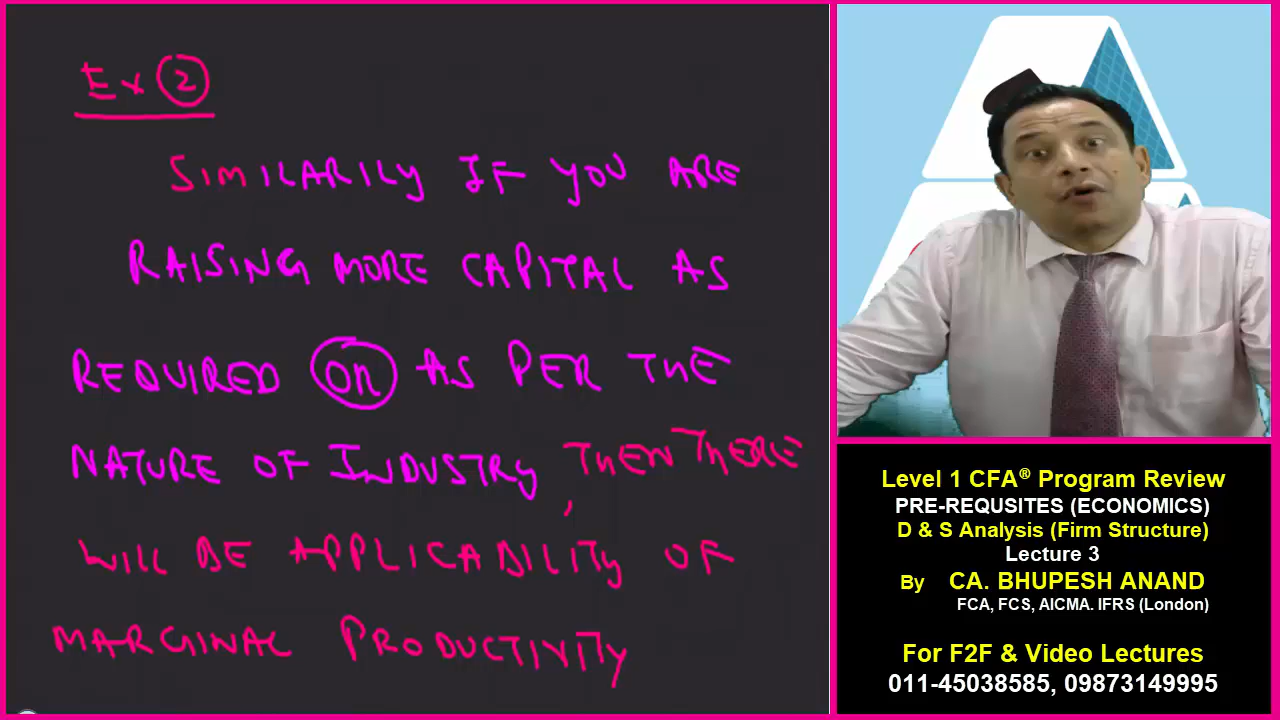 Ex 2
SIMILARILY IF YOU ARE
RAISING MORE CAPITAL AS
REQUIRED OR AS PER THE
NATURE OF INDUSTRY, THEN THERE
WILL BE APPLICABILITY OF
MARGINAL PRODUCTIVITY
Level 1 CFA® Program Review
PRE-REQUSITES (ECONOMICS)
D & S Analysis (Firm Structure)
Lecture 3
By CA. BHUPESH ANAND
FCA, FCS, AICMA. IFRS (London)
For F2F & Video Lectures
011-45038585, 09873149995